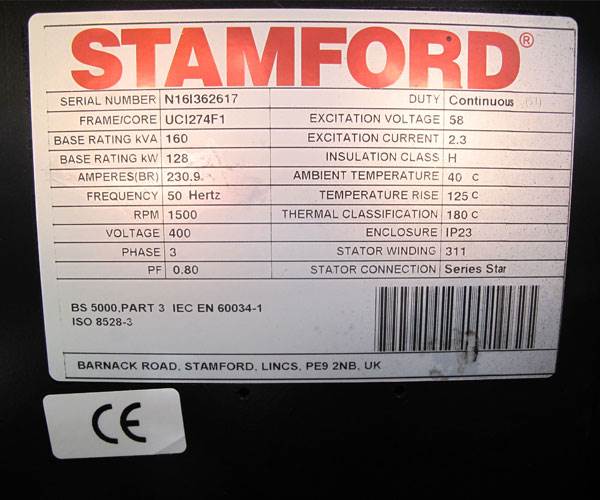 STAMFORD®
SERIAL NUMBER N16I362617 DUTY Continuous
FRAME/CORE UCI274F1 EXCITATION VOLTAGE 58
BASE RATING kVA 160 EXCITATION CURRENT 2.3
BASE RATING kW 128 INSULATION CLASS H
AMPERES(BR) 230.9 AMBIENT TEMPERATURE 40 C
FREQUENCY 50 Hertz TEMPERATURE RISE 125 C
RPM 1500 THERMAL CLASSIFICATION 180 C
VOLTAGE 400 ENCLOSURE IP23
PHASE 3 STATOR WINDING 311
PF 0.80 STATOR CONNECTION Series Star
BS 5000,PART 3 IEC EN 60034-1
ISO 8528-3
BARNACK ROAD, STAMFORD, LINCS, PE9 2NB, UK
CE